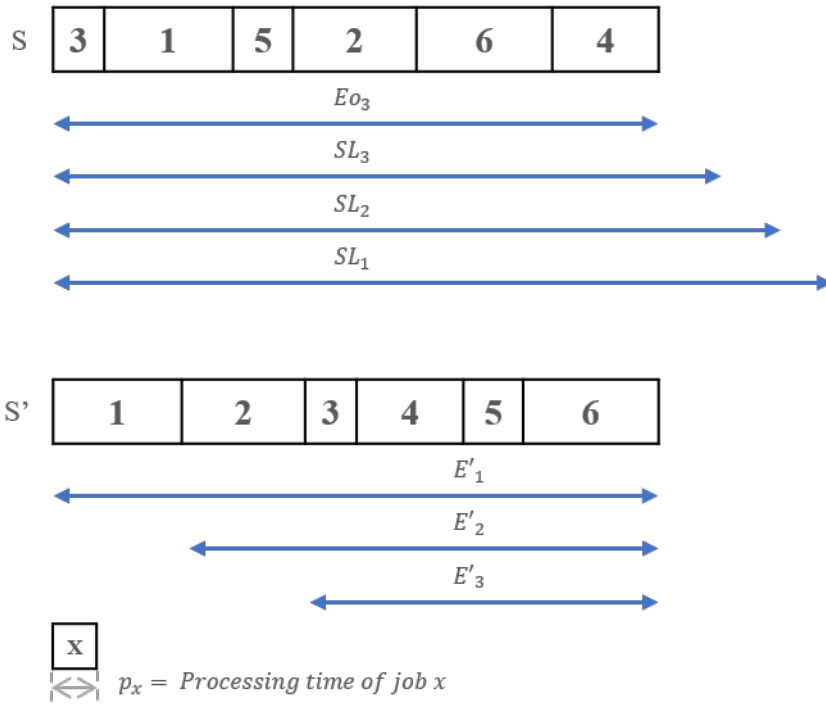 S 3 1 5 2 6 4
Eo₃
SL₃
SL₂
SL₁
S’ 1 2 3 4 5 6
E'₁
E'₂
E'₃
x
pₓ = Processing time of job x